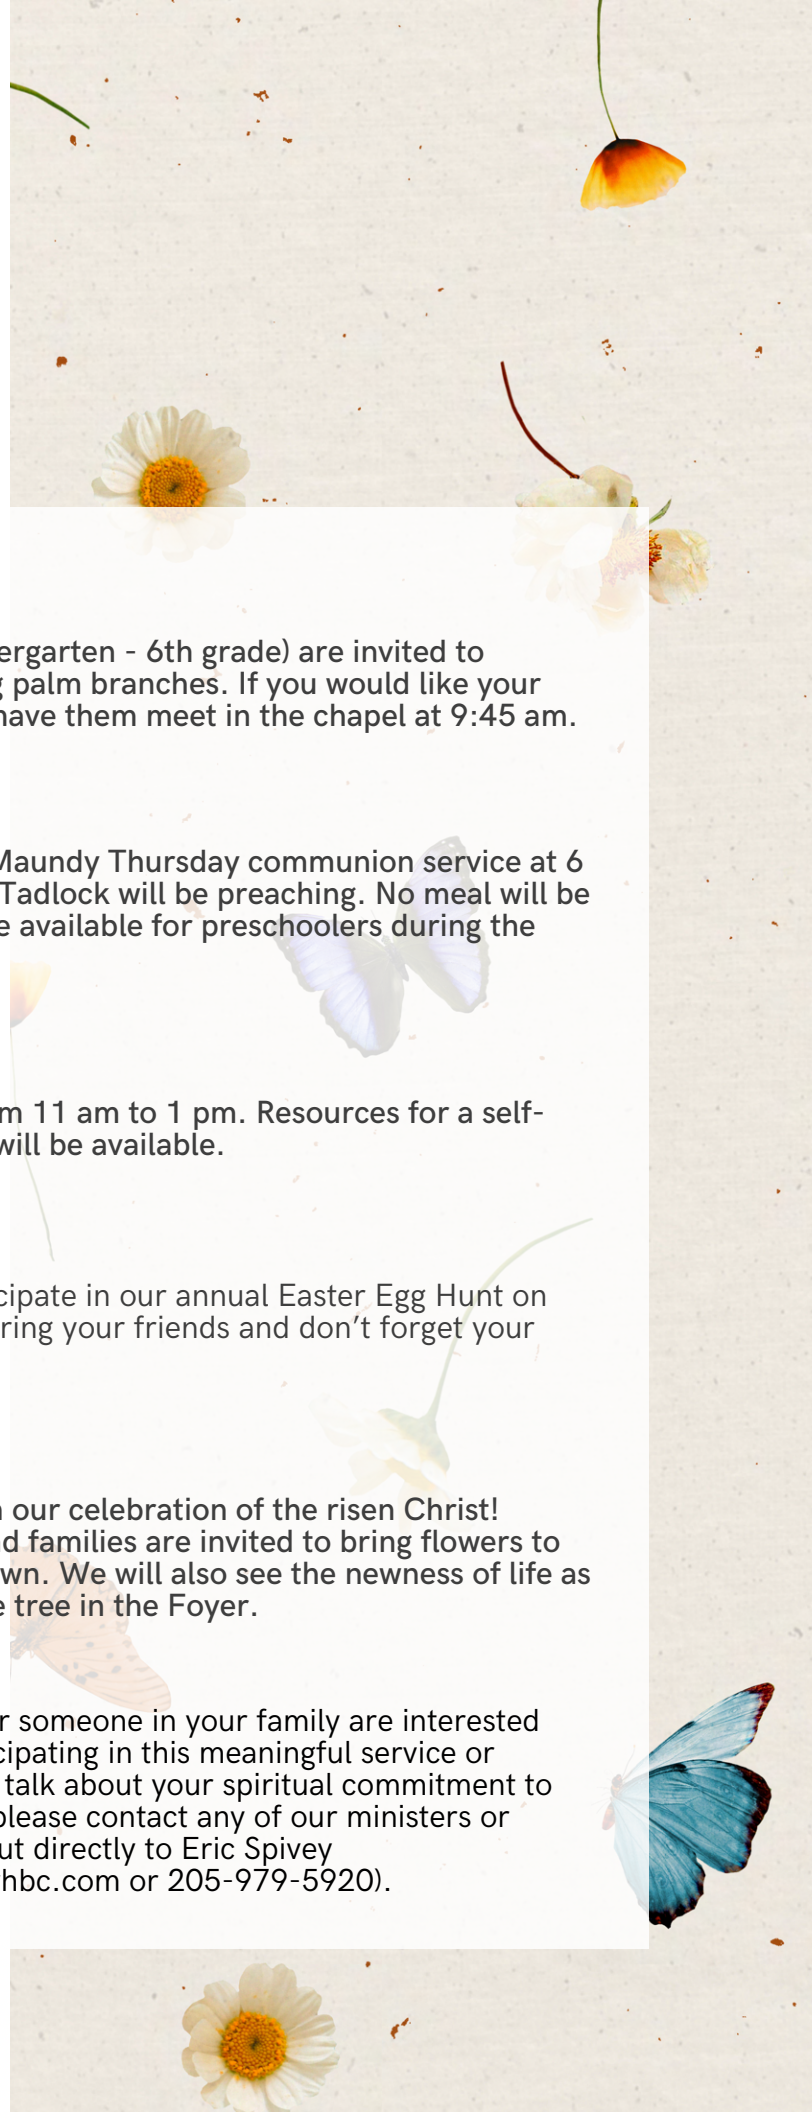 ergarten - 6th grade) are invited to
palm branches. If you would like your
have them meet in the chapel at 9:45 am.
Maundy Thursday communion service at 6
Tadlock will be preaching. No meal will be
e available for preschoolers during the
m 11 am to 1 pm. Resources for a self-
will be available.
cipate in our annual Easter Egg Hunt on
ring your friends and don't forget your
our celebration of the risen Christ!
d families are invited to bring flowers to
wn. We will also see the newness of life as
e tree in the Foyer.
r someone in your family are interested
cipating in this meaningful service or
talk about your spiritual commitment to
please contact any of our ministers or
ut directly to Eric Spivey
hbc.com or 205-979-5920).